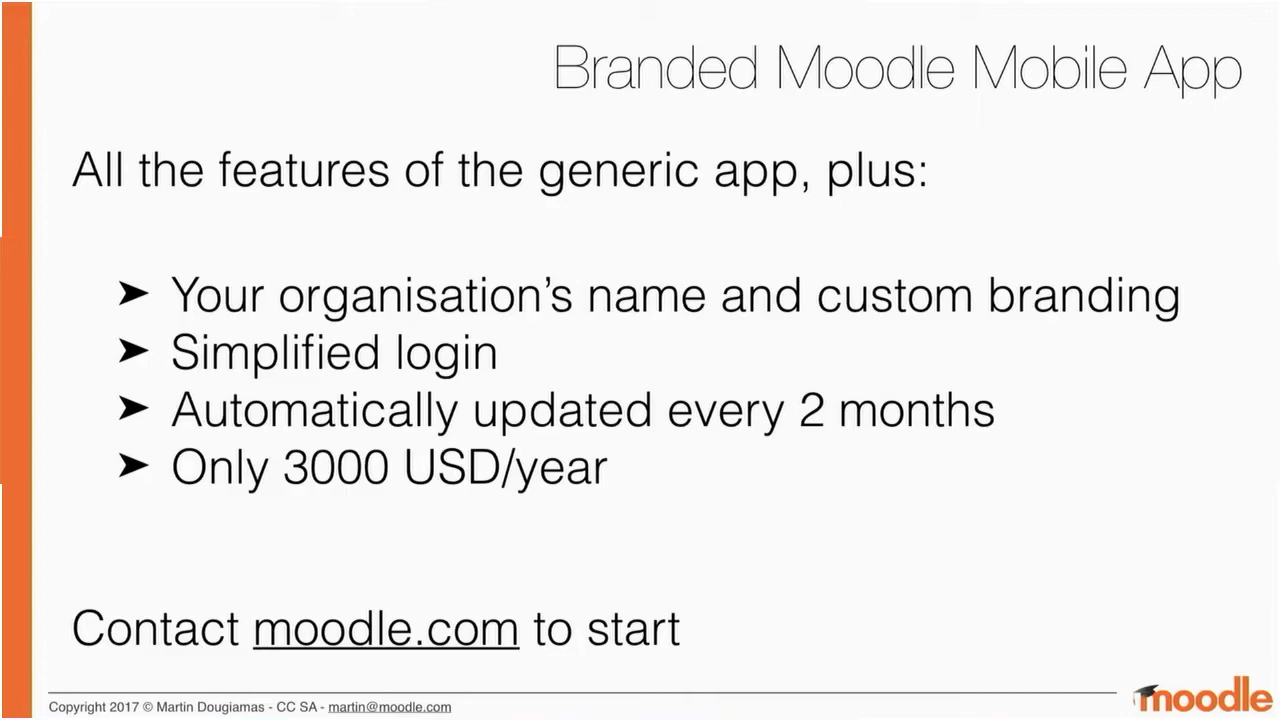 Branded Moodle Mobile App
All the features of the generic app, plus:
➤ Your organisation’s name and custom branding
➤ Simplified login
➤ Automatically updated every 2 months
➤ Only 3000 USD/year
Contact moodle.com to start
Copyright 2017 © Martin Dougiamas - CC SA - martin@moodle.com
moodle